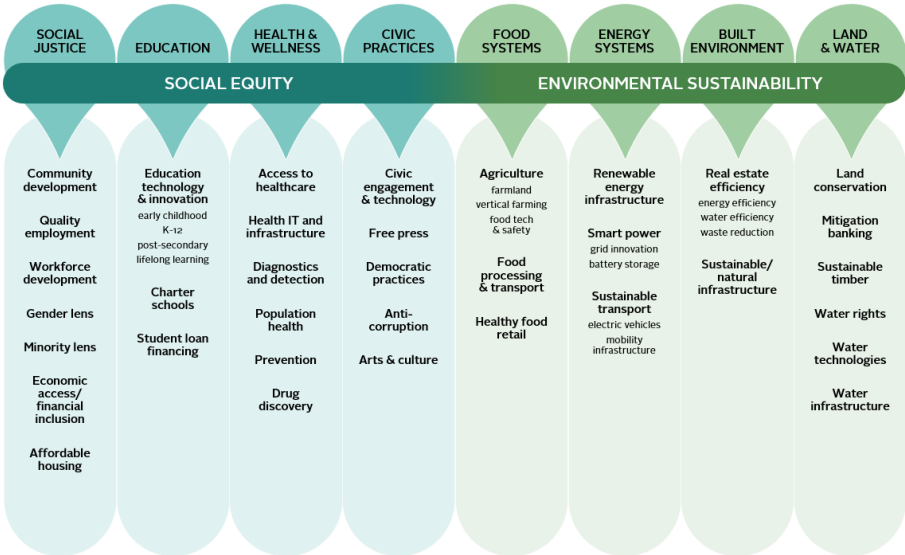 SOCIAL
JUSTICE
EDUCATION
HEALTH &
WELLNESS
CIVIC
PRACTICES
FOOD
SYSTEMS
ENERGY
SYSTEMS
BUILT
ENVIRONMENT
LAND
& WATER
SOCIAL EQUITY
ENVIRONMENTAL SUSTAINABILITY
Community
development
Quality
employment
Workforce
development
Gender lens
Minority lens
Economic
access/
financial
inclusion
Affordable
housing
Education
technology
& innovation
early childhood
K-12
post-secondary
lifelong learning
Charter
schools
Student loan
financing
Access to
healthcare
Health IT and
infrastructure
Diagnostics
and detection
Population
health
Prevention
Drug
discovery
Civic
engagement
& technology
Free press
Democratic
practices
Anti-
corruption
Arts & culture
Agriculture
farmland
vertical farming
food tech
& safety
Food
processing
& transport
Healthy food
retail
Renewable
energy
infrastructure
Smart power
grid innovation
battery storage
Sustainable
transport
electric vehicles
mobility
infrastructure
Real estate
efficiency
energy efficiency
water efficiency
waste reduction
Sustainable/
natural
infrastructure
Land
conservation
Mitigation
banking
Sustainable
timber
Water rights
Water
technologies
Water
infrastructure